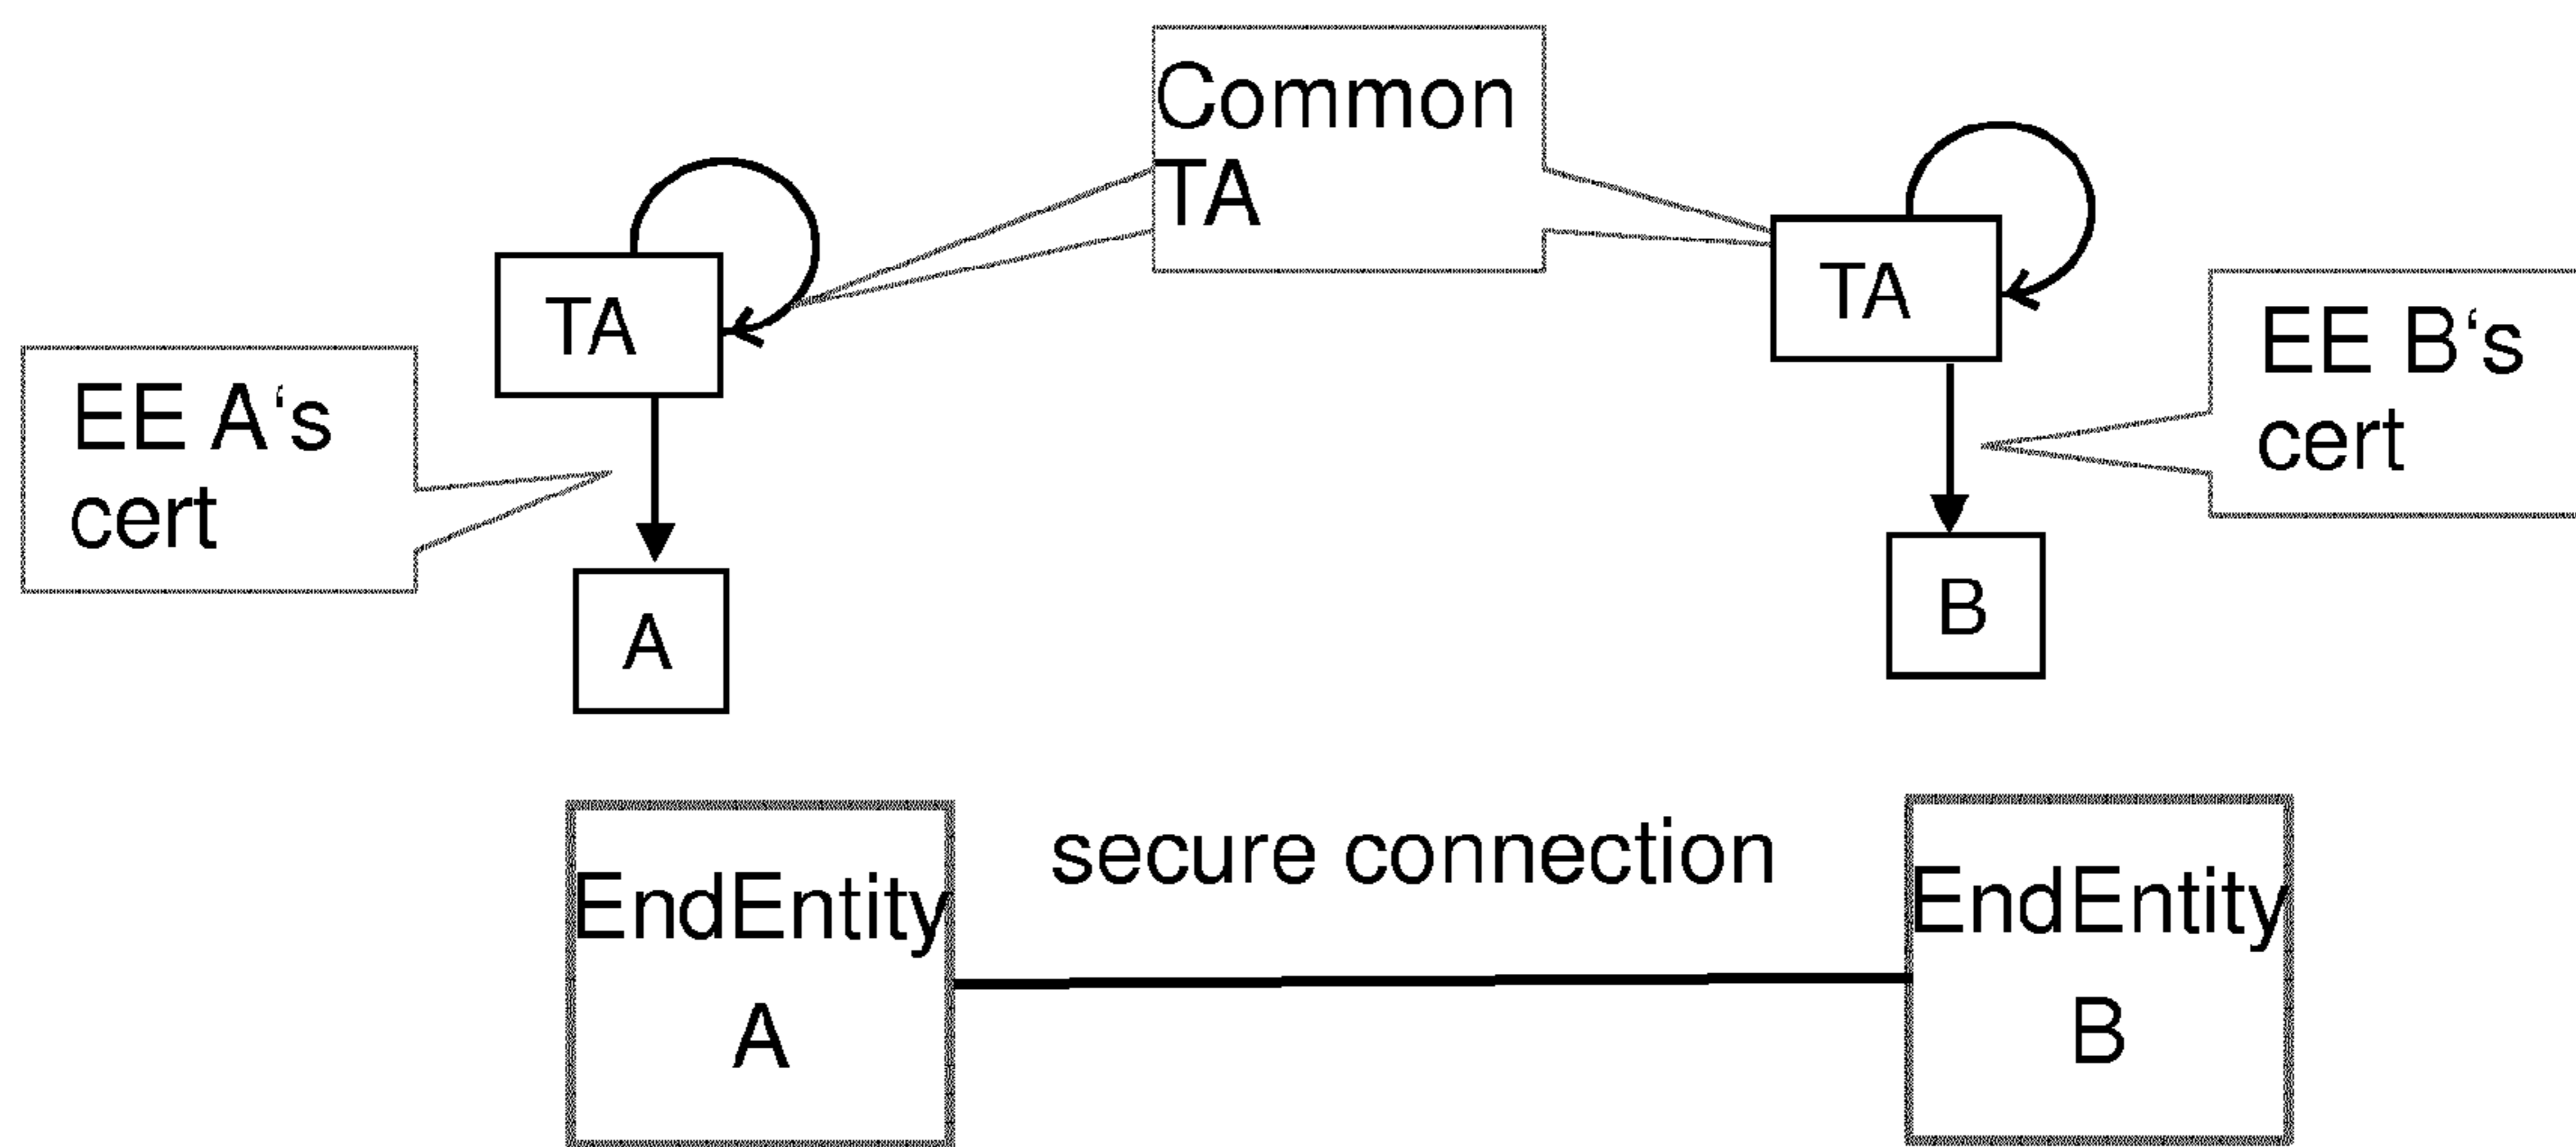 Common
TA
TA
TA
EE A‘s
cert
EE B‘s
cert
A
B
secure connection
EndEntity
A
EndEntity
B